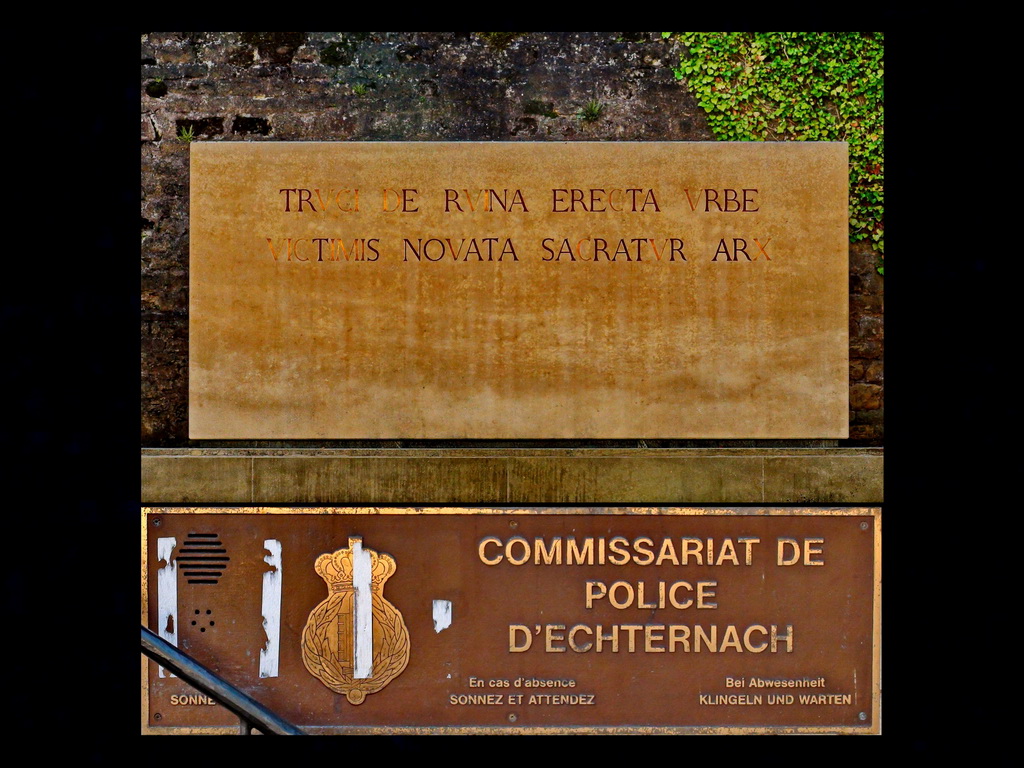 TRVCI DE RVINA ERECTA VRBE
VICTIMIS NOVATA SACRATVR ARX
COMMISSARIAT DE
POLICE
D'ECHTERNACH
En cas d'absence
SONNEZ ET ATTENDEZ
Bei Abwesenheit
KLINGELN UND WARTEN